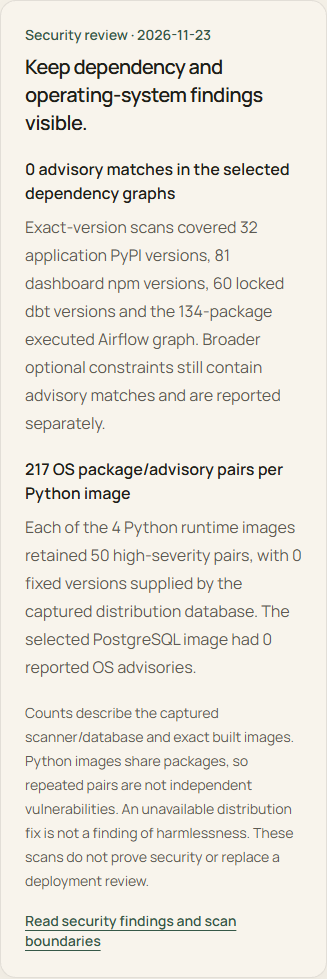 Security review · 2026-11-23
Keep dependency and
operating-system findings
visible.
0 advisory matches in the selected
dependency graphs
Exact-version scans covered 32
application PyPI versions, 81
dashboard npm versions, 60 locked
dbt versions and the 134-package
executed Airflow graph. Broader
optional constraints still contain
advisory matches and are reported
separately.
217 OS package/advisory pairs per
Python image
Each of the 4 Python runtime images
retained 50 high-severity pairs, with 0
fixed versions supplied by the
captured distribution database. The
selected PostgreSQL image had 0
reported OS advisories.
Counts describe the captured
scanner/database and exact built images.
Python images share packages, so
repeated pairs are not independent
vulnerabilities. An unavailable distribution
fix is not a finding of harmlessness. These
scans do not prove security or replace a
deployment review.
Read security findings and scan
boundaries